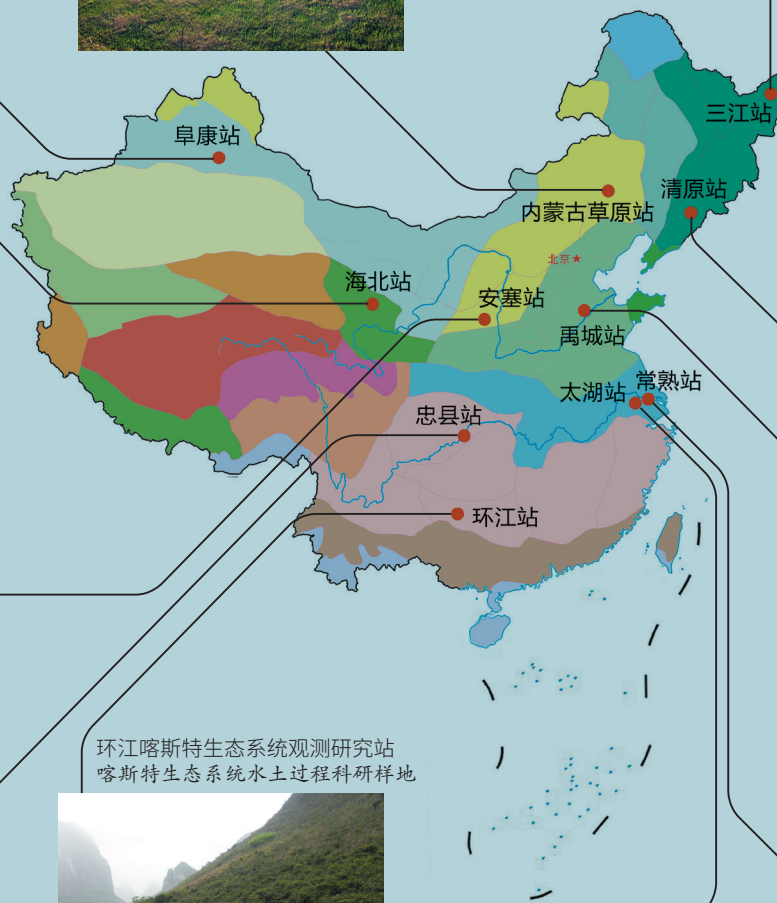 三江站
阜康站
清原站
内蒙古草原站
北京
海北站
安塞站
禹城站
太湖站
常熟站
忠县站
环江站
环江喀斯特生态系统观测研究站
喀斯特生态系统水土过程科研样地